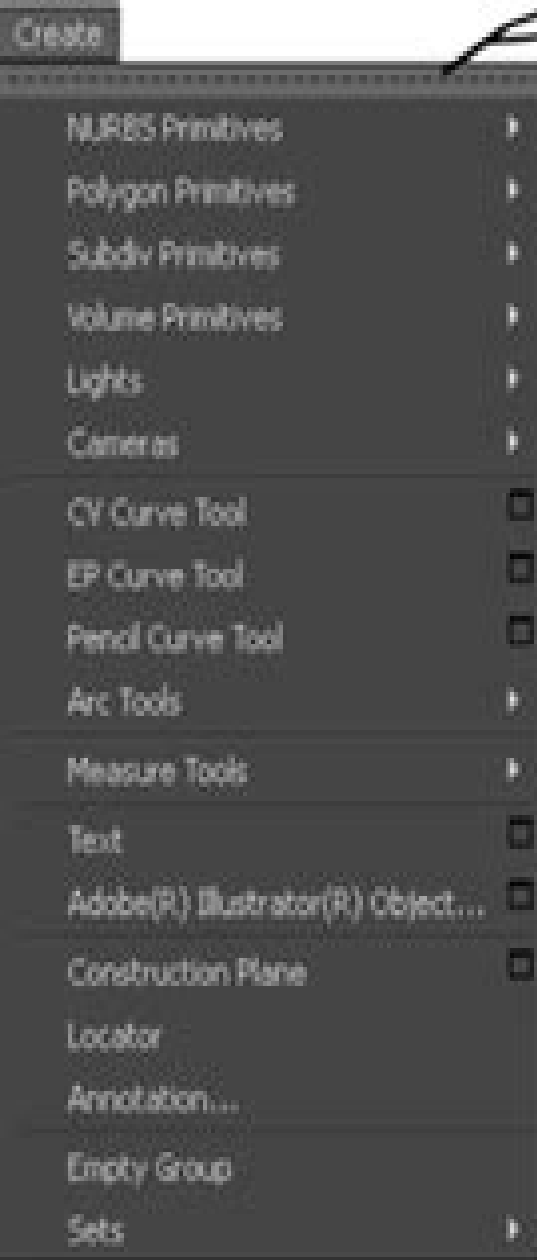 Create
NURBS Primitives
Polygon Primitives
Subdiv Primitives
Volume Primitives
Lights
Cameras
CV Curve Tool
EP Curve Tool
Pencil Curve Tool
Arc Tools
Measure Tools
Text
Adobe(R) Illustrator(R) Object...
Construction Plane
Locator
Annotation...
Empty Group
Sets